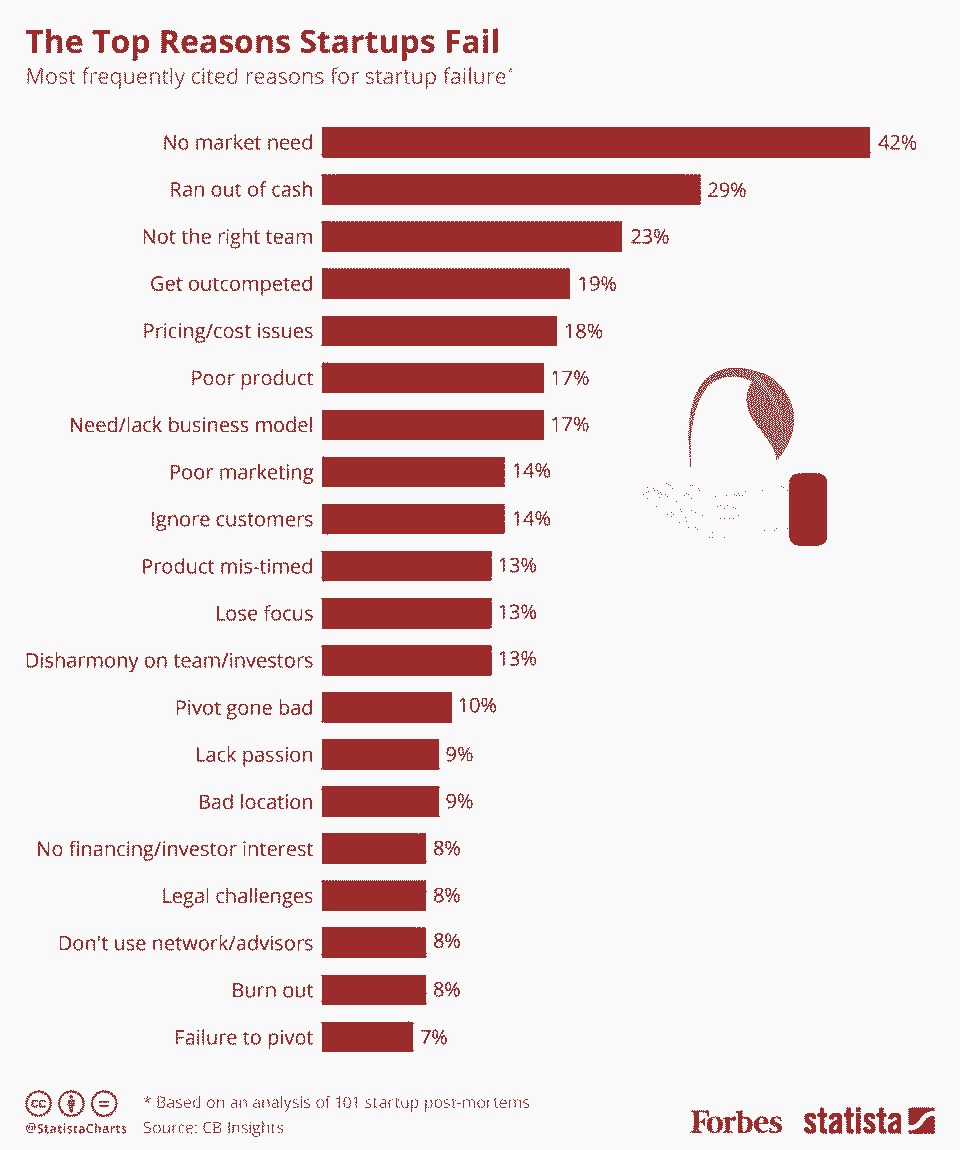 The Top Reasons Startups Fail
Most frequently cited reasons for startup failure*
No market need 42%
Ran out of cash 29%
Not the right team 23%
Get outcompeted 19%
Pricing/cost issues 18%
Poor product 17%
Need/lack business model 17%
Poor marketing 14%
Ignore customers 14%
Product mis-timed 13%
Lose focus 13%
Disharmony on team/investors 13%
Pivot gone bad 10%
Lack passion 9%
Bad location 9%
No financing/investor interest 8%
Legal challenges 8%
Don't use network/advisors 8%
Burn out 8%
Failure to pivot 7%
cc
@StatistaCharts
* Based on an analysis of 101 startup post-mortems
Source: CB Insights
Forbes statista